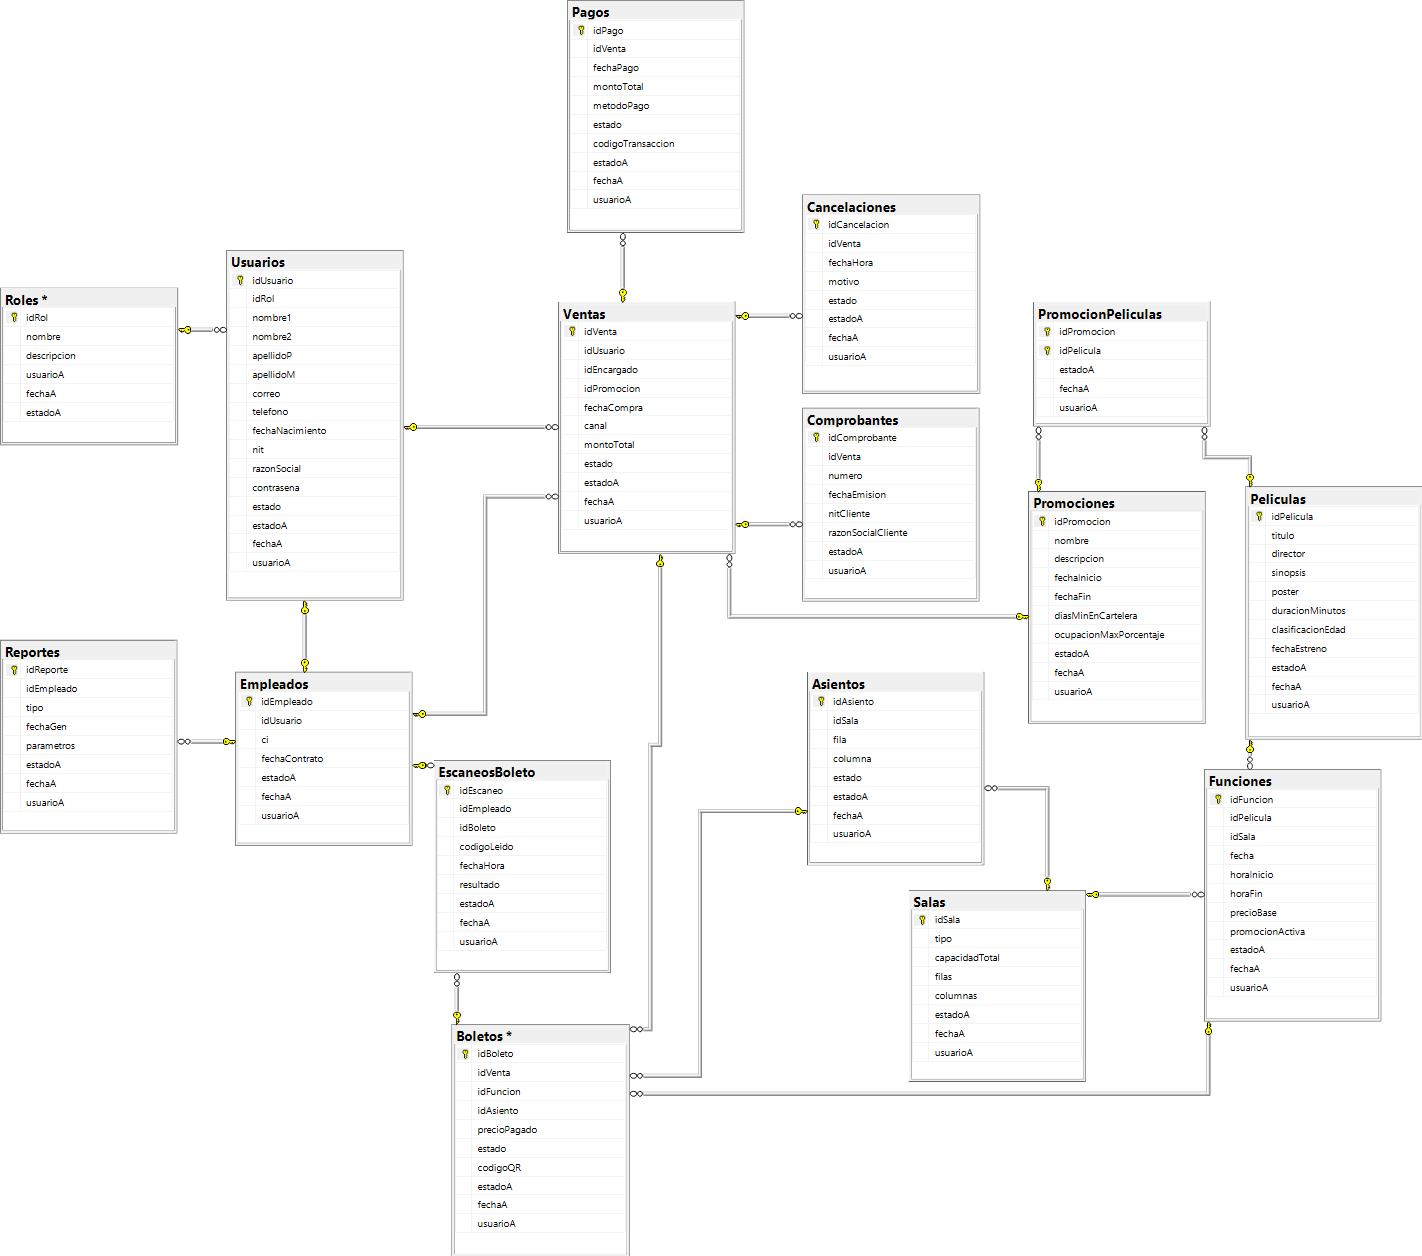 Pagos
idPago
idVenta
fechaPago
montoTotal
metodoPago
estado
codigoTransaccion
estadoA
fechaA
usuarioA
Cancelaciones
idCancelacion
idVenta
fechaHora
motivo
estado
estadoA
fechaA
usuarioA
Usuarios
idUsuario
idRol
nombre1
nombre2
apellidoP
apellidoM
correo
telefono
fechaNacimiento
nit
razonSocial
contrasena
estado
estadoA
fechaA
usuarioA
Roles *
idRol
nombre
descripcion
usuarioA
fechaA
estadoA
Ventas
idVenta
idUsuario
idEncargado
idPromocion
fechaCompra
canal
montoTotal
estado
estadoA
fechaA
usuarioA
PromocionPeliculas
idPromocion
idPelicula
estadoA
fechaA
usuarioA
Comprobantes
idComprobante
idVenta
numero
fechaEmision
nitCliente
razonSocialCliente
estadoA
usuarioA
Promociones
idPromocion
nombre
descripcion
fechaInicio
fechaFin
diasMinEnCartelera
ocupacionMaxPorcentaje
estadoA
fechaA
usuarioA
Peliculas
idPelicula
titulo
director
sinopsis
poster
duracionMinutos
clasificacionEdad
fechaEstreno
estadoA
fechaA
usuarioA
Reportes
idReporte
idEmpleado
tipo
fechaGen
parametros
estadoA
fechaA
usuarioA
Empleados
idEmpleado
idUsuario
ci
fechaContrato
estadoA
fechaA
usuarioA
Asientos
idAsiento
idSala
fila
columna
estado
estadoA
fechaA
usuarioA
EscaneosBoleto
idEscaneo
idEmpleado
idBoleto
codigoLeido
fechaHora
resultado
estadoA
fechaA
usuarioA
Funciones
idFuncion
idPelicula
idSala
fecha
horaInicio
horaFin
precioBase
promocionActiva
estadoA
fechaA
usuarioA
Salas
idSala
tipo
capacidadTotal
filas
columnas
estadoA
fechaA
usuarioA
Boletos *
idBoleto
idVenta
idFuncion
idAsiento
precioPagado
estado
codigoQR
estadoA
fechaA
usuarioA